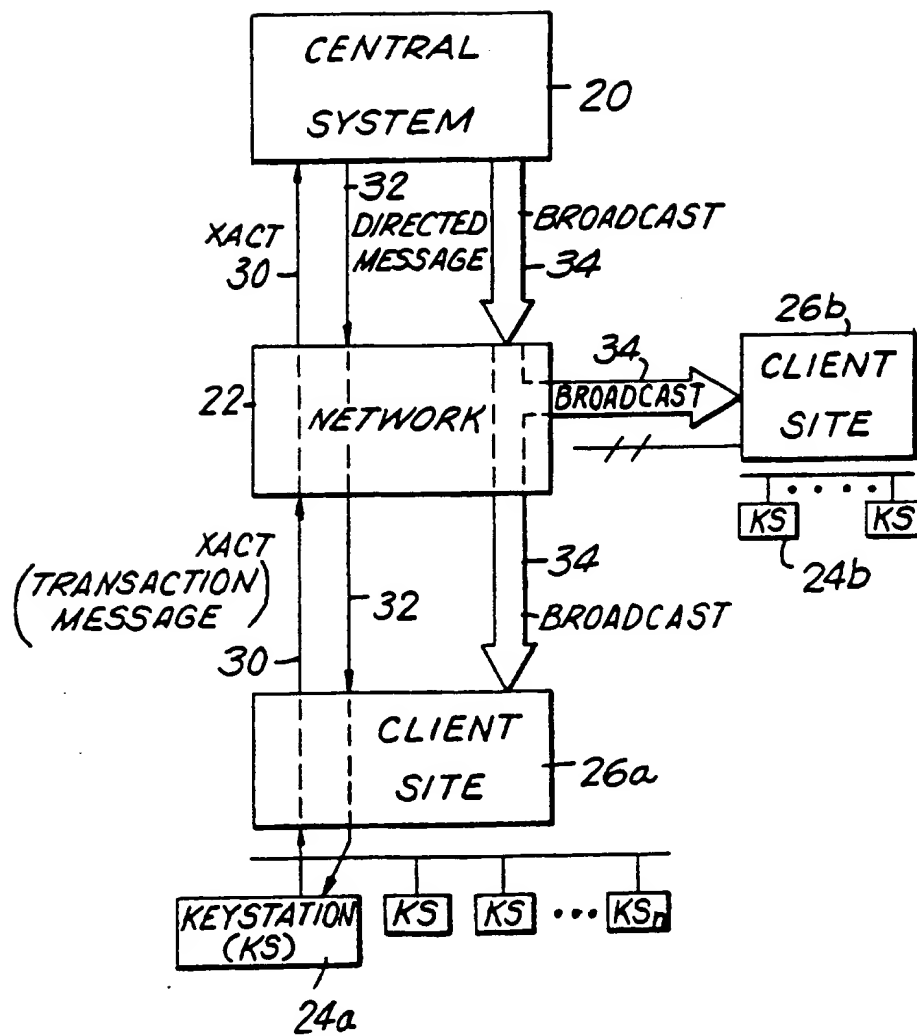 CENTRAL
SYSTEM
20
32
DIRECTED
MESSAGE
BROADCAST
34
XACT
30
26b
CLIENT
SITE
34
BROADCAST
22
NETWORK
KS
KS
24b
XACT
(TRANSACTION
MESSAGE)
30
32
34
BROADCAST
CLIENT
SITE
26a
KEYSTATION
(KS)
KS
KS
KSn
24a